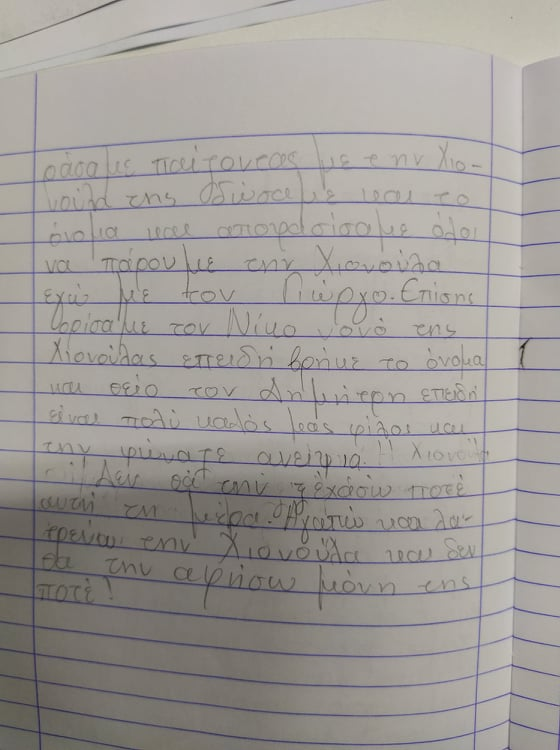 ράσαμε παίζοντας με την Χιο-
νούλα της δώσαμε και το
όνομα και αποφασίσαμε όλοι
να πάρουμε την Χιονούλα
εγώ με τον Γιώργο. Επίσης
ορίσαμε τον Νίκο νονό της
Χιονούλας επειδή βρήκε το όνομα
και θείο τον Δημήτρη επειδή
είναι πολύ καλός μας φίλος και
την φώναξε ανείψια. Η Χιονούλα
Δεν θα την ξεχάσω ποτέ
αυτή τη μέρα. Αγαπώ και λα-
τρεύω την Χιονούλα και δεν
θα την αφήσω μόνη της
ποτέ!